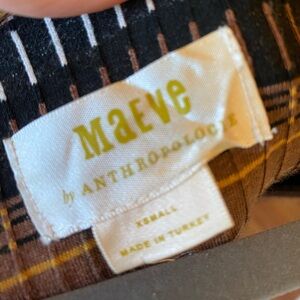 MaEvE
by ANTHROPOLOGIE
XSMALL
MADE IN TURKEY